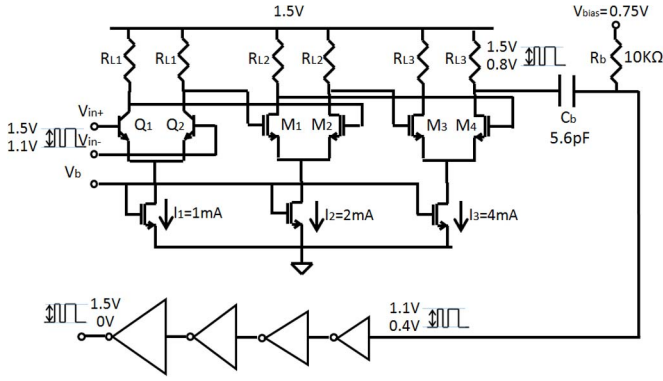 1.5V
Vbias=0.75V
RL1 RL1 RL2 RL2 RL3 RL3
1.5V
0.8V
Rb 10KΩ
Vin+
Q1 Q2 M1 M2 M3 M4
Cb
5.6pF
1.5V
1.1V
Vin-
Vb
I1=1mA I2=2mA I3=4mA
1.5V
0V
1.1V
0.4V